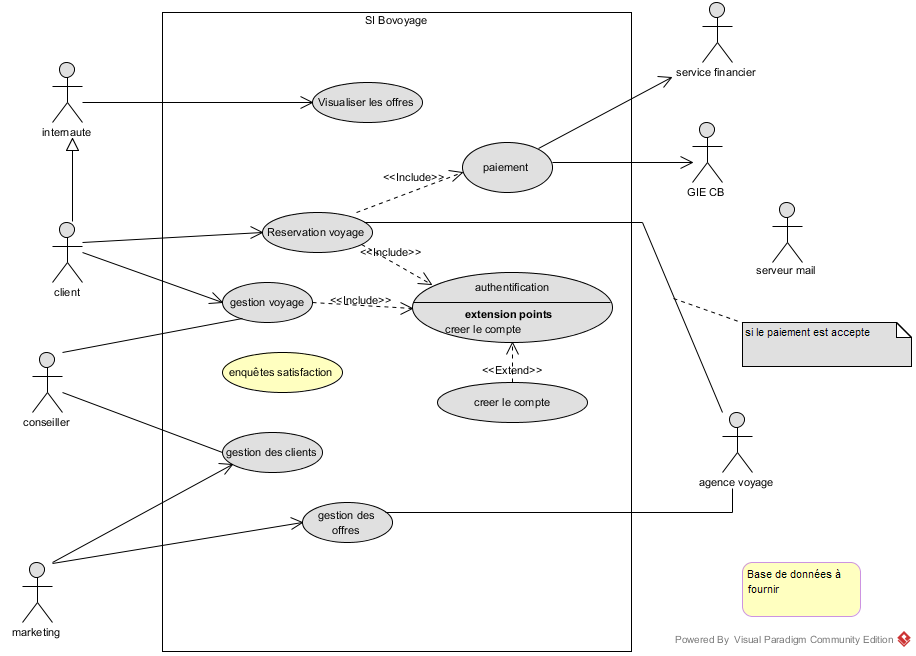 SI Bovoyage
service financier
internaute
Visualiser les offres
paiement
<<Include>>
GIE CB
Reservation voyage
<<Include>>
serveur mail
client
authentification
gestion voyage
<<Include>>
extension points
creer le compte
si le paiement est accepte
<<Extend>>
enquêtes satisfaction
creer le compte
conseiller
gestion des clients
agence voyage
gestion des
offres
Base de données à
fournir
marketing
Powered By Visual Paradigm Community Edition